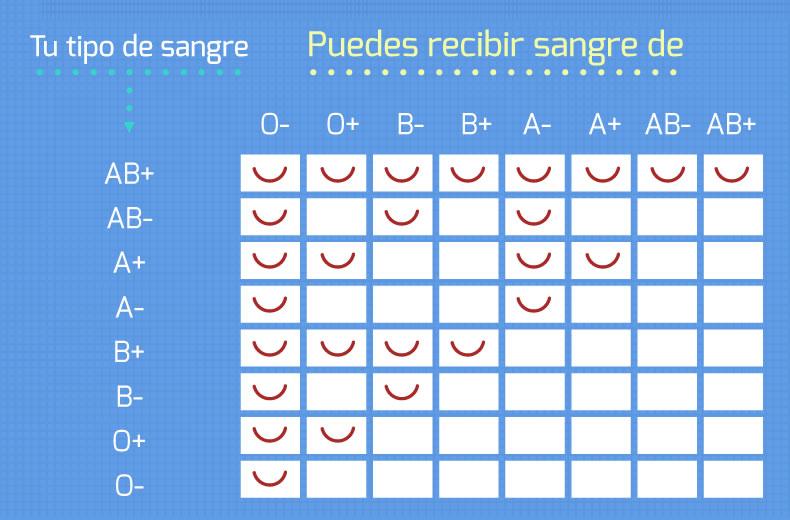 Tu tipo de sangre
Puedes recibir sangre de
O- O+ B- B+ A- A+ AB- AB+
AB+
AB-
A+
A-
B+
B-
O+
O-